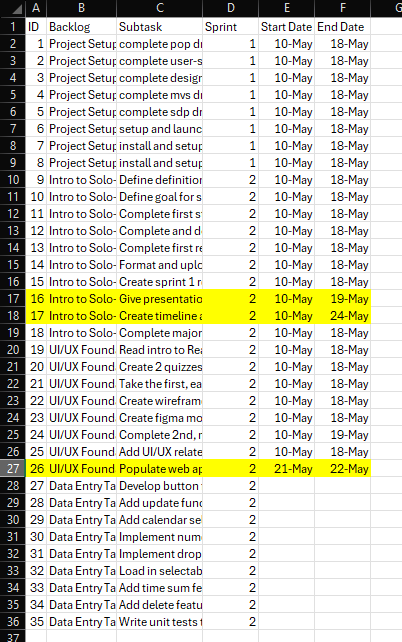 A B C D E F G
1 ID Backlog Subtask Sprint Start Date End Date
2 1 Project Setup complete pop 1 10-May 18-May
3 2 Project Setup complete user-s 1 10-May 18-May
4 3 Project Setup complete design 1 10-May 18-May
5 4 Project Setup complete mvs 1 10-May 18-May
6 5 Project Setup complete sdp 1 10-May 18-May
7 6 Project Setup setup and launc 1 10-May 18-May
8 7 Project Setup install and setup 1 10-May 18-May
9 8 Project Setup install and setup 1 10-May 18-May
10 9 Intro to Solo- Define definition 2 10-May 18-May
11 10 Intro to Solo- Define goal for s 2 10-May 18-May
12 11 Intro to Solo- Complete first 2 10-May 18-May
13 12 Intro to Solo- Complete and d 2 10-May 18-May
14 13 Intro to Solo- Complete first re 2 10-May 18-May
15 14 Intro to Solo- Format and uplo 2 10-May 18-May
16 15 Intro to Solo- Create sprint 1 r 2 10-May 18-May
17 16 Intro to Solo- Give presentatio 2 10-May 19-May
18 17 Intro to Solo- Create timeline 2 10-May 24-May
19 18 Intro to Solo- Complete major 2 10-May 18-May
20 19 UI/UX Found Read intro to Rea 2 10-May 18-May
21 20 UI/UX Found Create 2 quizzes 2 10-May 18-May
22 21 UI/UX Found Take the first, ea 2 10-May 18-May
23 22 UI/UX Found Create wirefram 2 10-May 18-May
24 23 UI/UX Found Create figma mo 2 10-May 18-May
25 24 UI/UX Found Complete 2nd, 2 10-May 19-May
26 25 UI/UX Found Add UI/UX relate 2 10-May 18-May
27 26 UI/UX Found Populate web ap 2 21-May 22-May
28 27 Data Entry Ta Develop button 2
29 28 Data Entry Ta Add update func 2
30 29 Data Entry Ta Add calendar se 2
31 30 Data Entry Ta Implement num 2
32 31 Data Entry Ta Implement drop 2
33 32 Data Entry Ta Load in selectab 2
34 33 Data Entry Ta Add time sum fe 2
35 34 Data Entry Ta Add delete featu 2
36 35 Data Entry Ta Write unit tests 2
37